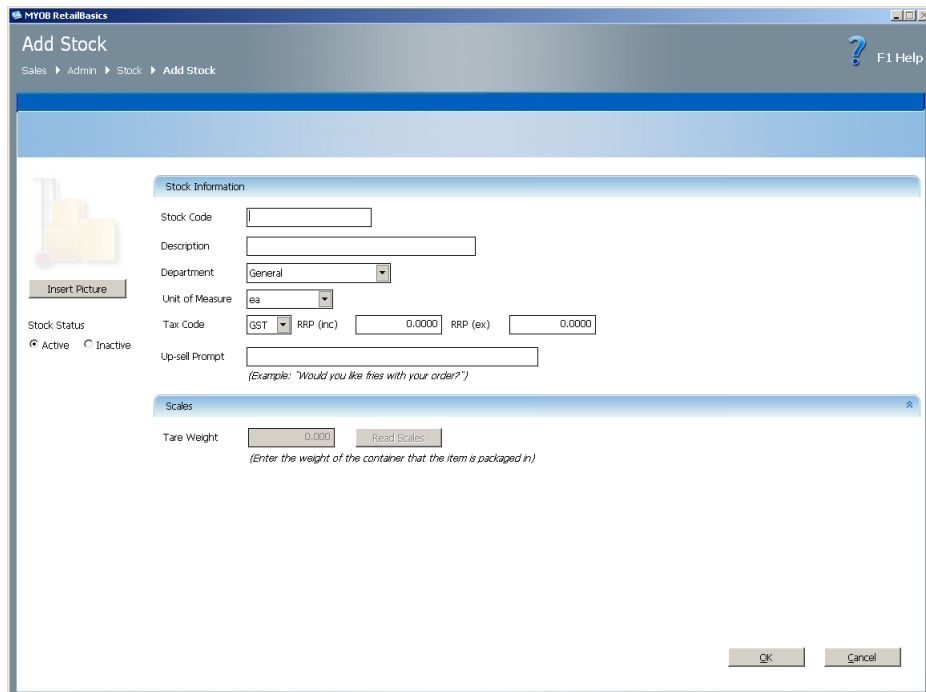 MYOB RetailBasics
Add Stock
F1 Help
Sales Admin Stock Add Stock
Stock Information
Stock Code
Description
Department General
Insert Picture
Unit of Measure ea
Stock Status
Tax Code GST RRP (inc) 0.0000 RRP (ex) 0.0000
Active Inactive
Up-sell Prompt
(Example: "Would you like fries with your order?")
Scales
Tare Weight 0.000 Read Scales
(Enter the weight of the container that the item is packaged in)
OK Cancel